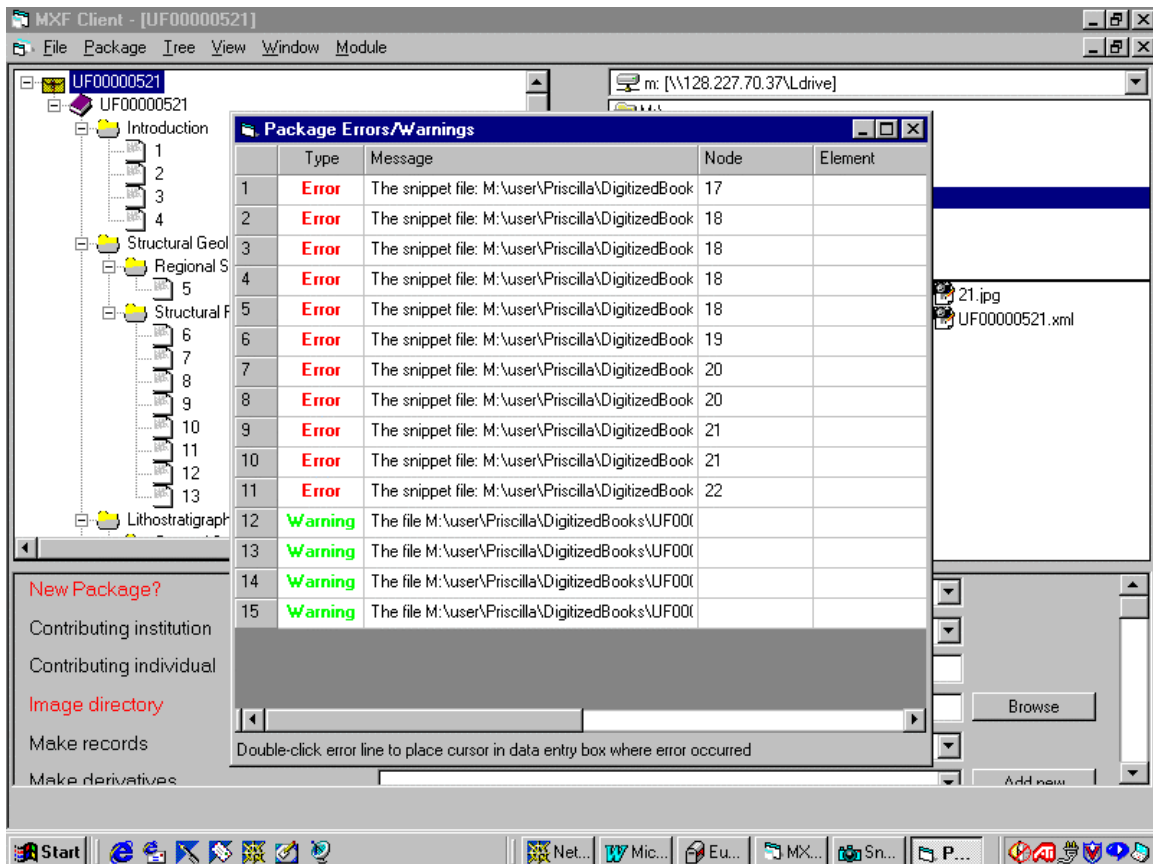 MXF Client - [UF00000521]
File Package Tree View Window Module
UF00000521
UF00000521
Introduction
1
2
3
4
Structural Geol
Regional S
5
Structural F
6
7
8
9
10
11
12
13
Lithostratigraph
m: [\\128.227.70.37\Ldrive]
21.jpg
UF00000521.xml
Package Errors/Warnings
Type Message Node Element
1 Error The snippet file: M:\user\Priscilla\DigitizedBook 17
2 Error The snippet file: M:\user\Priscilla\DigitizedBook 18
3 Error The snippet file: M:\user\Priscilla\DigitizedBook 18
4 Error The snippet file: M:\user\Priscilla\DigitizedBook 18
5 Error The snippet file: M:\user\Priscilla\DigitizedBook 18
6 Error The snippet file: M:\user\Priscilla\DigitizedBook 19
7 Error The snippet file: M:\user\Priscilla\DigitizedBook 20
8 Error The snippet file: M:\user\Priscilla\DigitizedBook 20
9 Error The snippet file: M:\user\Priscilla\DigitizedBook 21
10 Error The snippet file: M:\user\Priscilla\DigitizedBook 21
11 Error The snippet file: M:\user\Priscilla\DigitizedBook 22
12 Warning The file M:\user\Priscilla\DigitizedBooks\UF00(
13 Warning The file M:\user\Priscilla\DigitizedBooks\UF00(
14 Warning The file M:\user\Priscilla\DigitizedBooks\UF00(
15 Warning The file M:\user\Priscilla\DigitizedBooks\UF00(
Double-click error line to place cursor in data entry box where error occurred
New Package?
Contributing institution
Contributing individual
Image directory
Browse
Make records
Make derivatives
Add new
Start Net... Mic... Eu... MX... Sn... P...